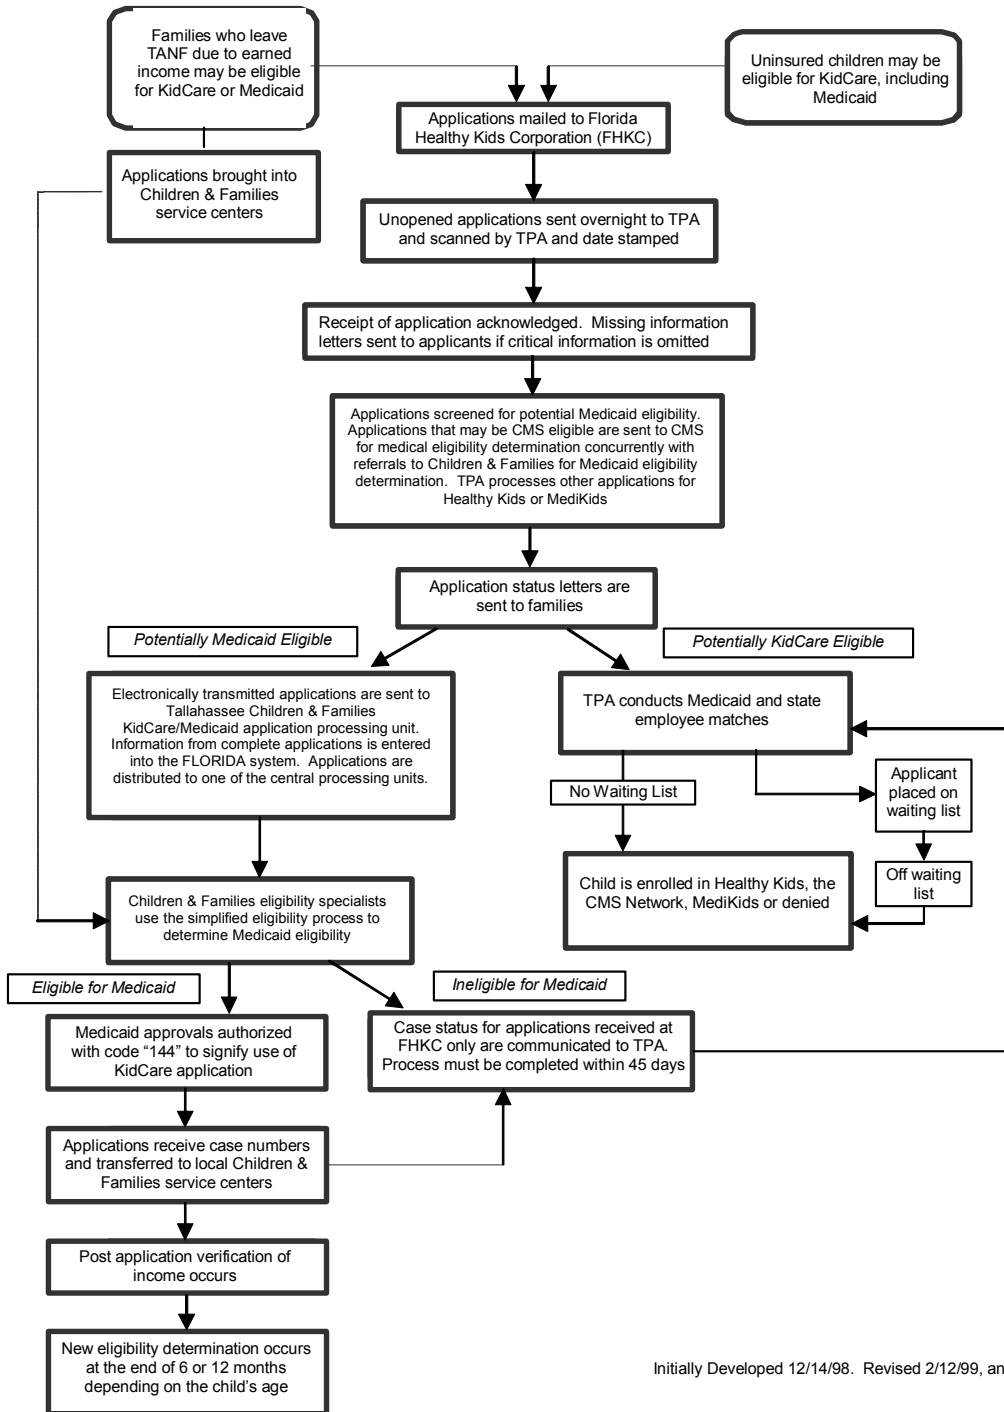 Families who leave
TANF due to earned
income may be eligible
for KidCare or Medicaid
Uninsured children may be
eligible for KidCare, including
Medicaid
Applications mailed to Florida
Healthy Kids Corporation (FHKC)
Applications brought into
Children & Families
service centers
Unopened applications sent overnight to TPA
and scanned by TPA and date stamped
Receipt of application acknowledged. Missing information
letters sent to applicants if critical information is omitted
Applications screened for potential Medicaid eligibility.
Applications that may be CMS eligible are sent to CMS
for medical eligibility determination concurrently with
referrals to Children & Families for Medicaid eligibility
determination. TPA processes other applications for
Healthy Kids or MediKids
Application status letters are
sent to families
Potentially Medicaid Eligible
Potentially KidCare Eligible
Electronically transmitted applications are sent to
Tallahassee Children & Families
KidCare/Medicaid application processing unit.
Information from complete applications is entered
into the FLORIDA system. Applications are
distributed to one of the central processing units.
TPA conducts Medicaid and state
employee matches
No Waiting List
Applicant
placed on
waiting list
Off waiting
list
Child is enrolled in Healthy Kids, the
CMS Network, MediKids or denied
Children & Families eligibility specialists
use the simplified eligibility process to
determine Medicaid eligibility
Eligible for Medicaid
Ineligible for Medicaid
Medicaid approvals authorized
with code “144” to signify use of
KidCare application
Case status for applications received at
FHKC only are communicated to TPA.
Process must be completed within 45 days
Applications receive case numbers
and transferred to local Children &
Families service centers
Post application verification of
income occurs
New eligibility determination occurs
at the end of 6 or 12 months
depending on the child’s age
Initially Developed 12/14/98. Revised 2/12/99, an